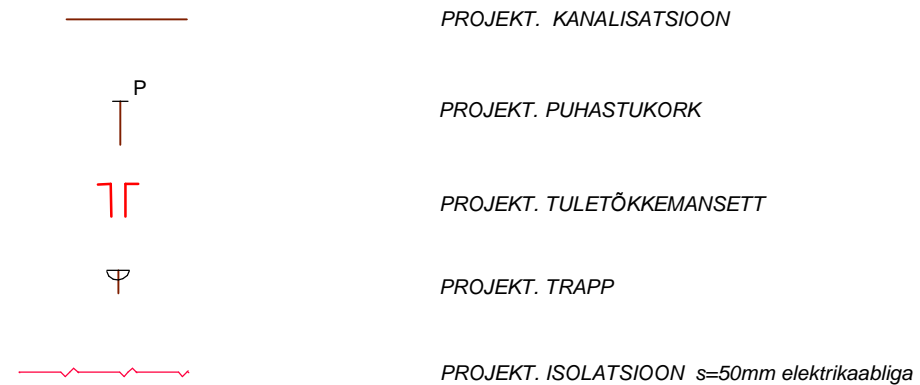 PROJEKT. KANALISATSIOON
P
PROJEKT. PUHASTUKORK
PROJEKT. TULETÕKKEMANSETT
PROJEKT. TRAPP
PROJEKT. ISOLATSIOON s=50mm elektrikaabliga